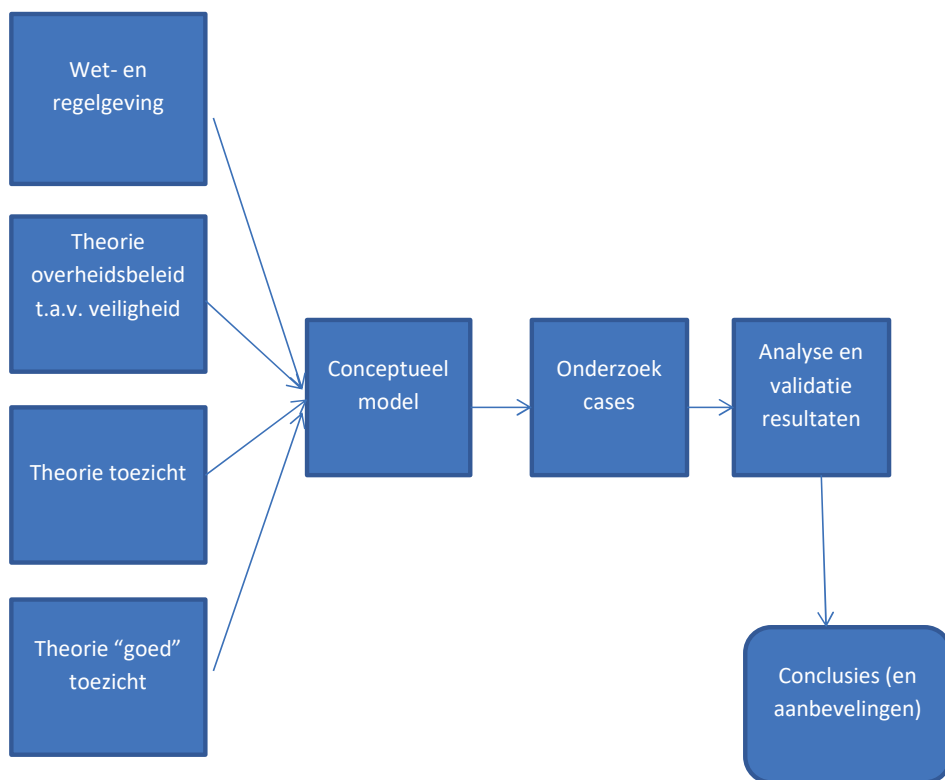 Wet- en
regelgeving
Theorie
overheidsbeleid
t.a.v. veiligheid
Theorie toezicht
Theorie “goed”
toezicht
Conceptueel
model
Onderzoek
cases
Analyse en
validatie
resultaten
Conclusies (en
aanbevelingen)